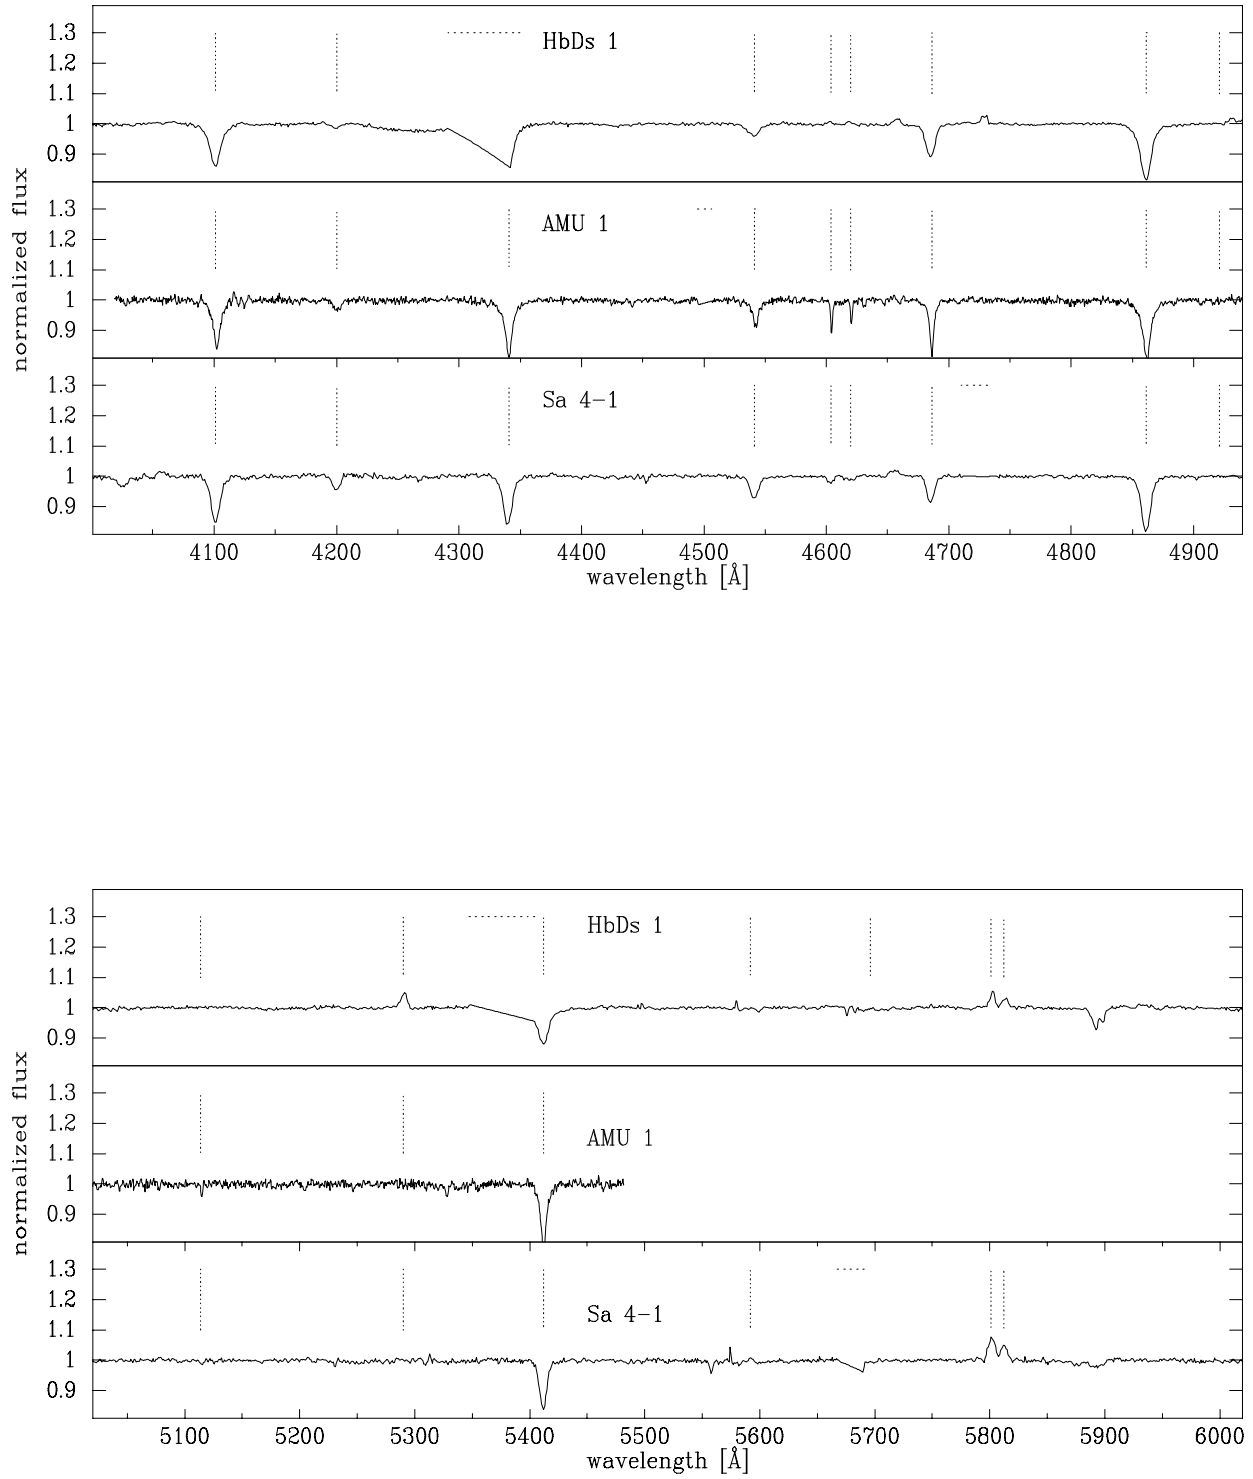 HbDs 1
1.3
1.2
1.1
1
0.9
AMU 1
1.3
1.2
1.1
1
0.9
Sa 4-1
1.3
1.2
1.1
1
0.9
normalized flux
4100 4200 4300 4400 4500 4600 4700 4800 4900
wavelength [Å]
HbDs 1
1.3
1.2
1.1
1
0.9
AMU 1
1.3
1.2
1.1
1
0.9
Sa 4-1
1.3
1.2
1.1
1
0.9
normalized flux
5100 5200 5300 5400 5500 5600 5700 5800 5900 6000
wavelength [Å]